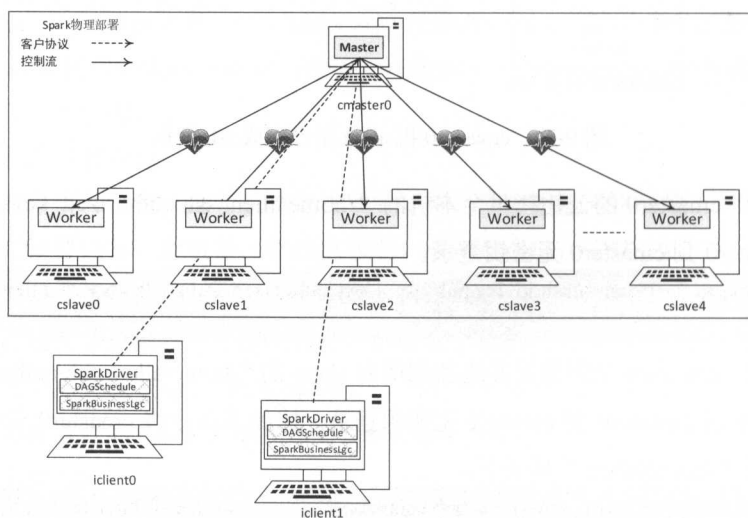 Spark物理部署
客户协议
控制流
Master
cmaster0
Worker
Worker
Worker
Worker
Worker
cslave0
cslave1
cslave2
cslave3
cslave4
SparkDriver
DAGSchedule
SparkBusinessLgc
iclient0
SparkDriver
DAGSchedule
SparkBusinessLgc
iclient1